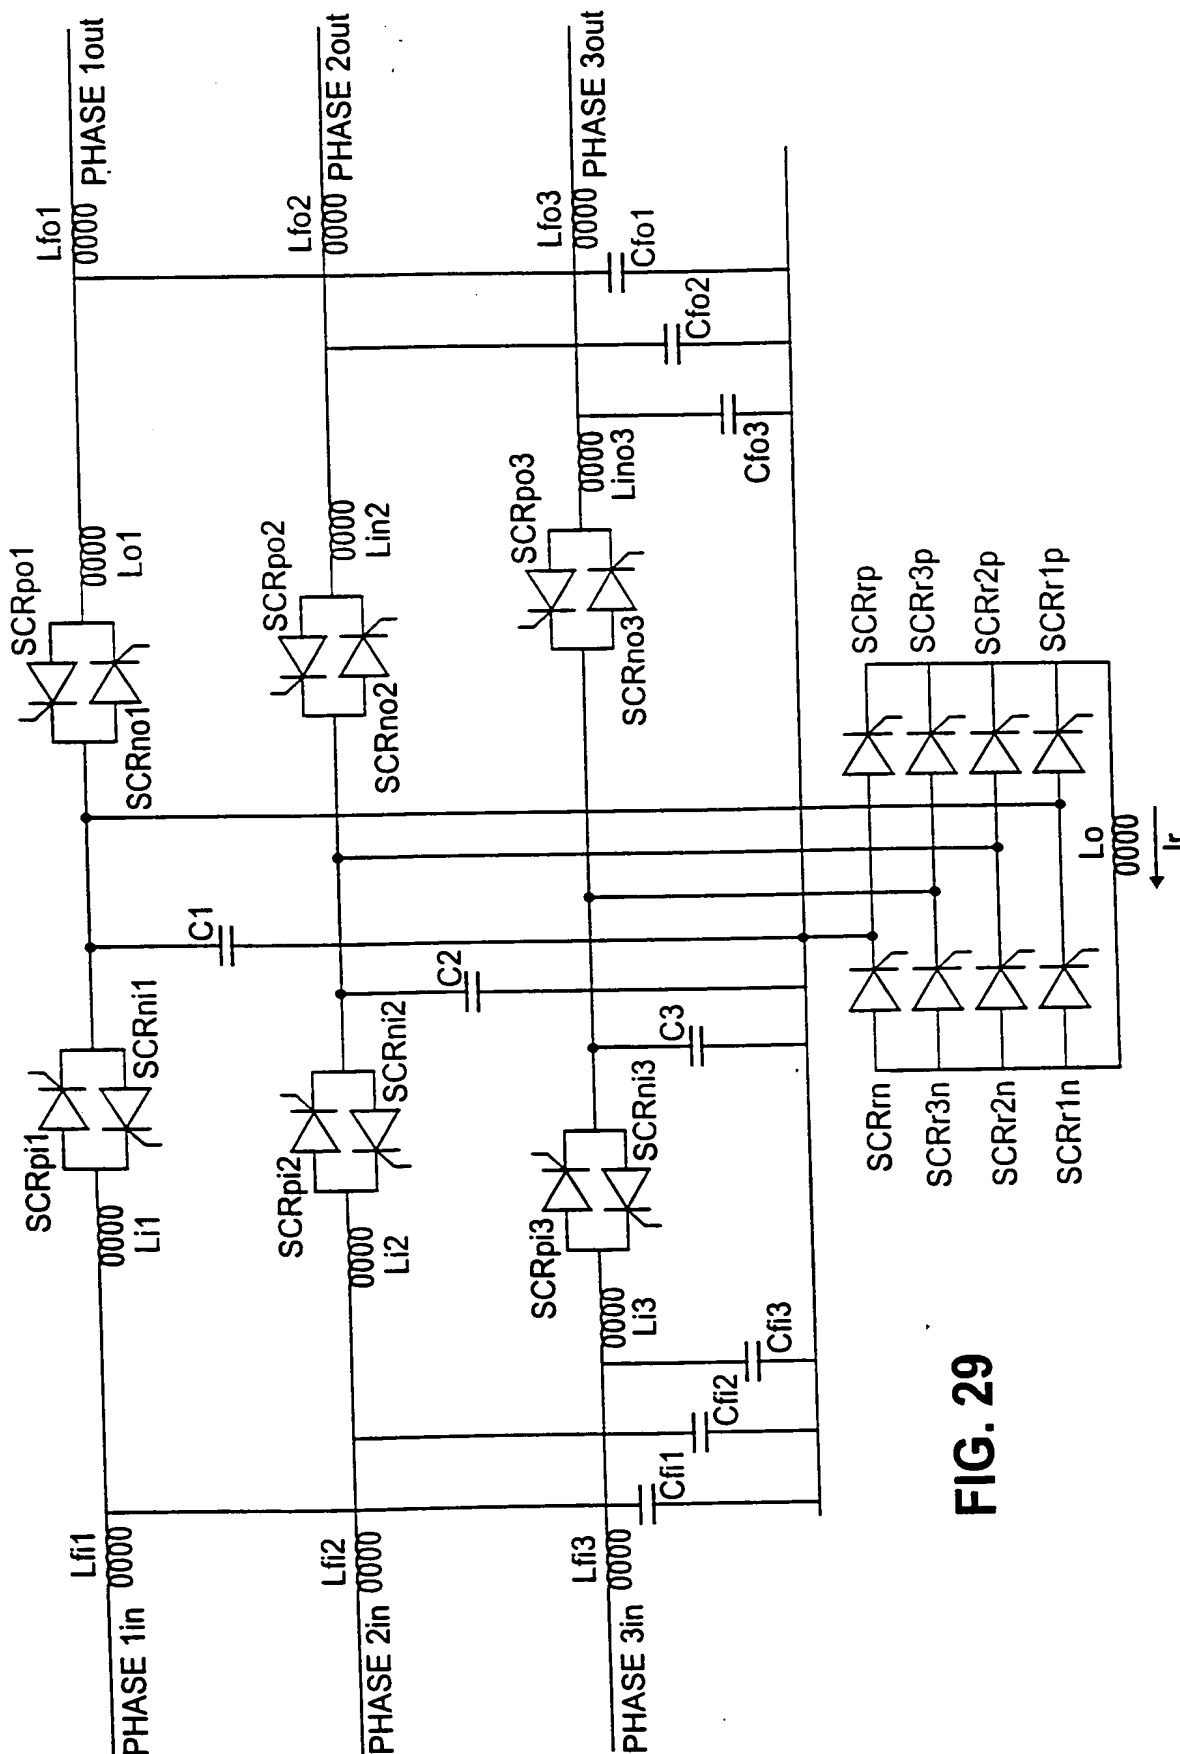 PHASE 1in
Lfi1
Li1
SCRpi1
SCRni1
C1
SCRno1
SCRpo1
Lo1
Lfo1
PHASE 1out
PHASE 2in
Lfi2
Li2
SCRpi2
SCRni2
C2
SCRno2
SCRpo2
Lin2
Lfo2
PHASE 2out
PHASE 3in
Lfi3
Li3
SCRpi3
SCRni3
C3
SCRno3
SCRpo3
Lino3
Lfo3
PHASE 3out
Cfi1
Cfi2
Cfi3
Cfo3
Cfo2
Cfo1
SCRrn
SCRrp
SCRr3n
SCRr3p
SCRr2n
SCRr2p
SCRr1n
SCRr1p
Lo
Ir
FIG. 29